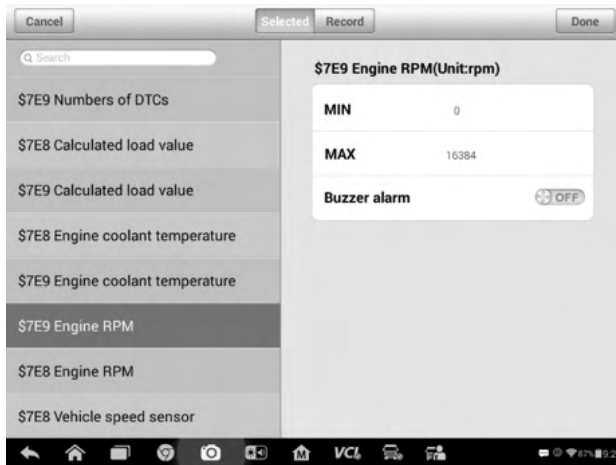 Cancel
Selected Record
Done
Search
$7E9 Numbers of DTCs
$7E8 Calculated load value
$7E9 Calculated load value
$7E8 Engine coolant temperature
$7E9 Engine coolant temperature
$7E9 Engine RPM
$7E8 Engine RPM
$7E8 Vehicle speed sensor
$7E9 Engine RPM(Unit:rpm)
MIN 0
MAX 16384
Buzzer alarm OFF
M VCI
87%